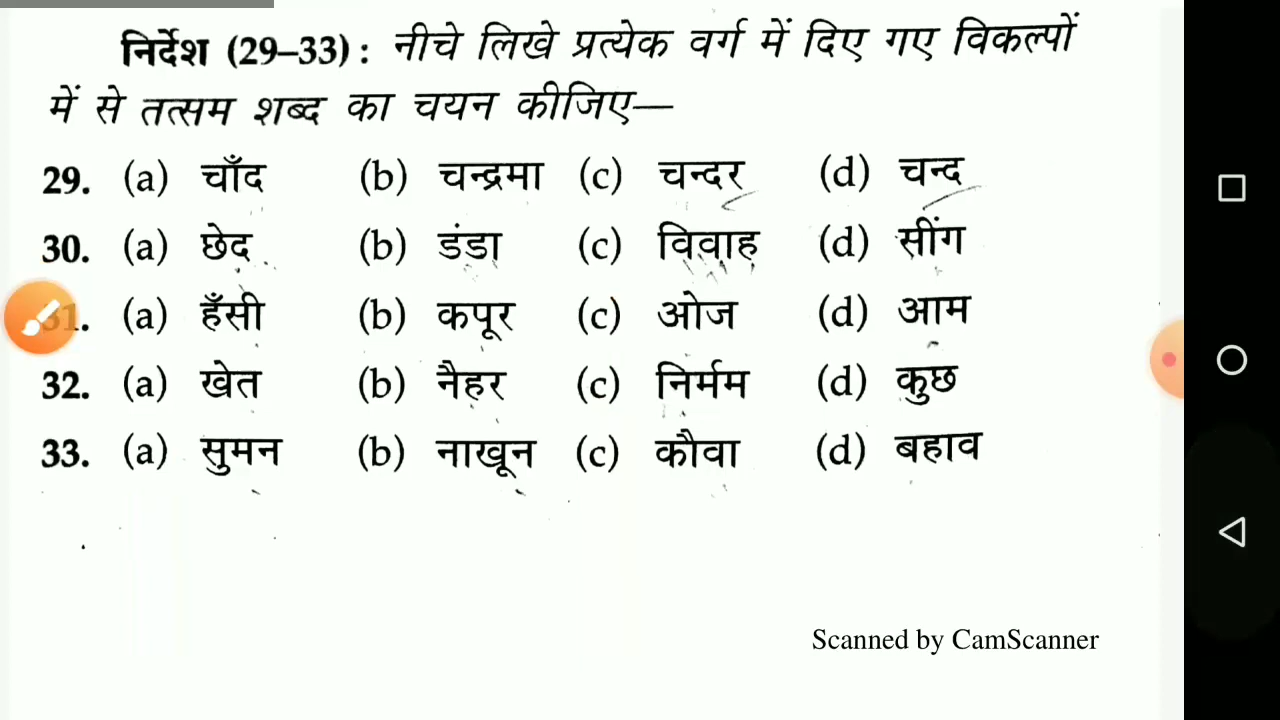 निर्देश (29–33) : नीचे लिखे प्रत्येक वर्ग में दिए गए विकल्पों
में से तत्सम शब्द का चयन कीजिए—
29. (a) चाँद (b) चन्द्रमा (c) चन्दर (d) चन्द
30. (a) छेद (b) डंडा (c) विवाह (d) सींग
31. (a) हँसी (b) कपूर (c) ओज (d) आम
32. (a) खेत (b) नैहर (c) निर्मम (d) कुछ
33. (a) सुमन (b) नाखून (c) कौवा (d) बहाव
Scanned by CamScanner